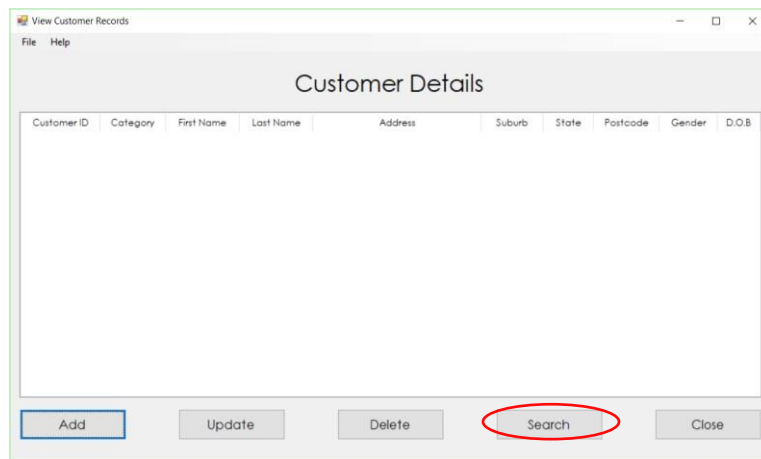 View Customer Records
File Help
Customer Details
Customer ID Category First Name Last Name Address Suburb State Postcode Gender D.O.B
Add Update Delete Search Close